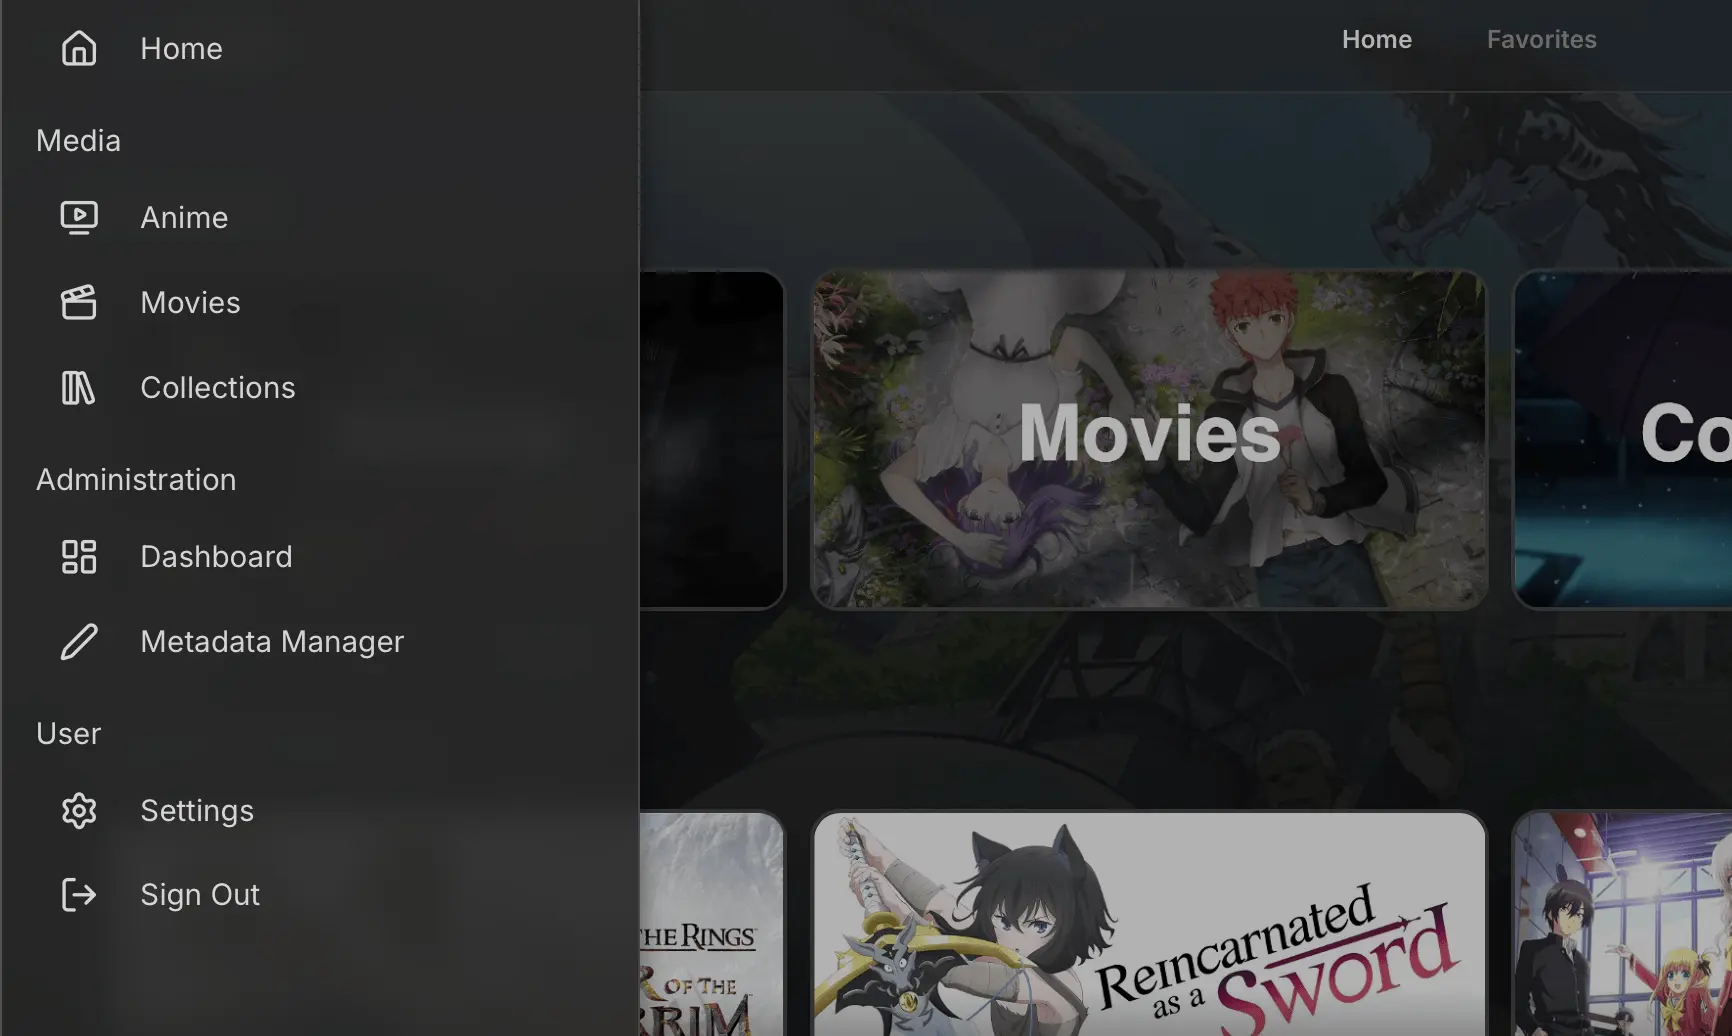 Home
Media
Anime
Movies
Collections
Administration
Dashboard
Metadata Manager
User
Settings
Sign Out
Home
Favorites
Movies
Co
HE RINGS
R OF THE
RRIM
Reincarnated
as a
Sword